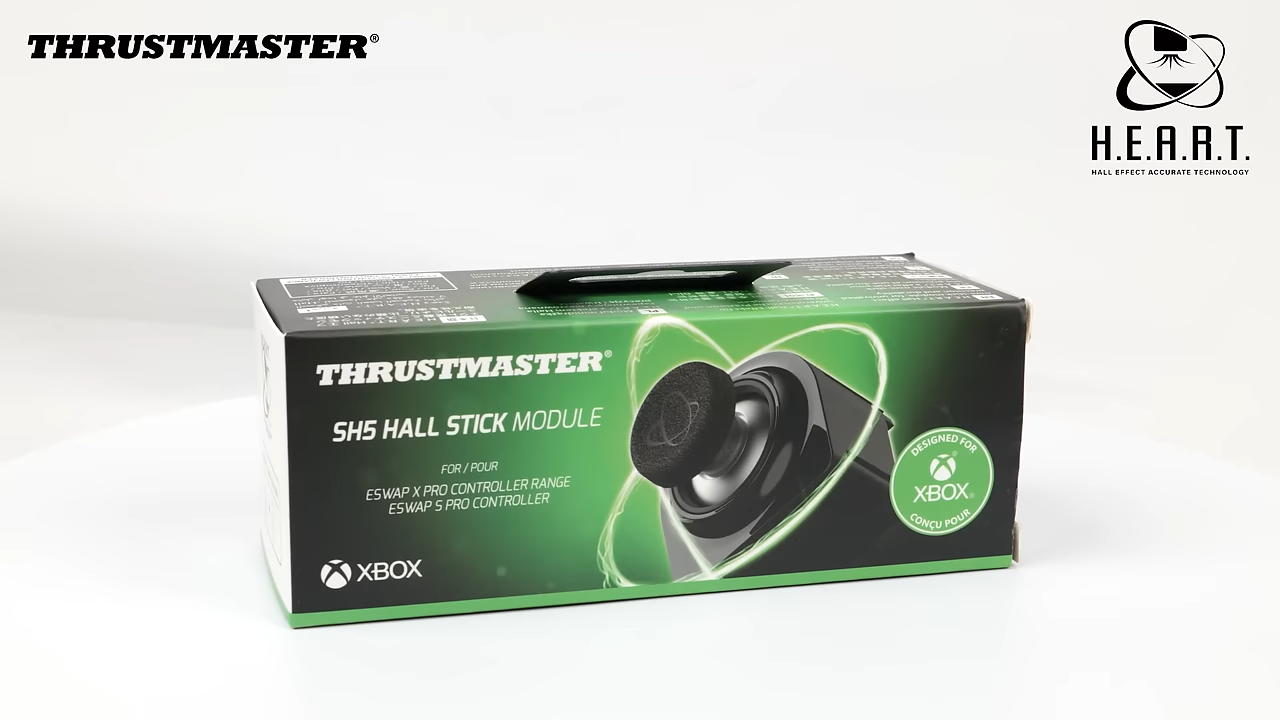 THRUSTMASTER®
H.E.A.R.T.
HALL EFFECT ACCURATE TECHNOLOGY
THRUSTMASTER®
SH5 HALL STICK MODULE
FOR / POUR
ESWAP X PRO CONTROLLER RANGE
ESWAP S PRO CONTROLLER
XBOX
DESIGNED FOR
XBOX
CONÇU POUR